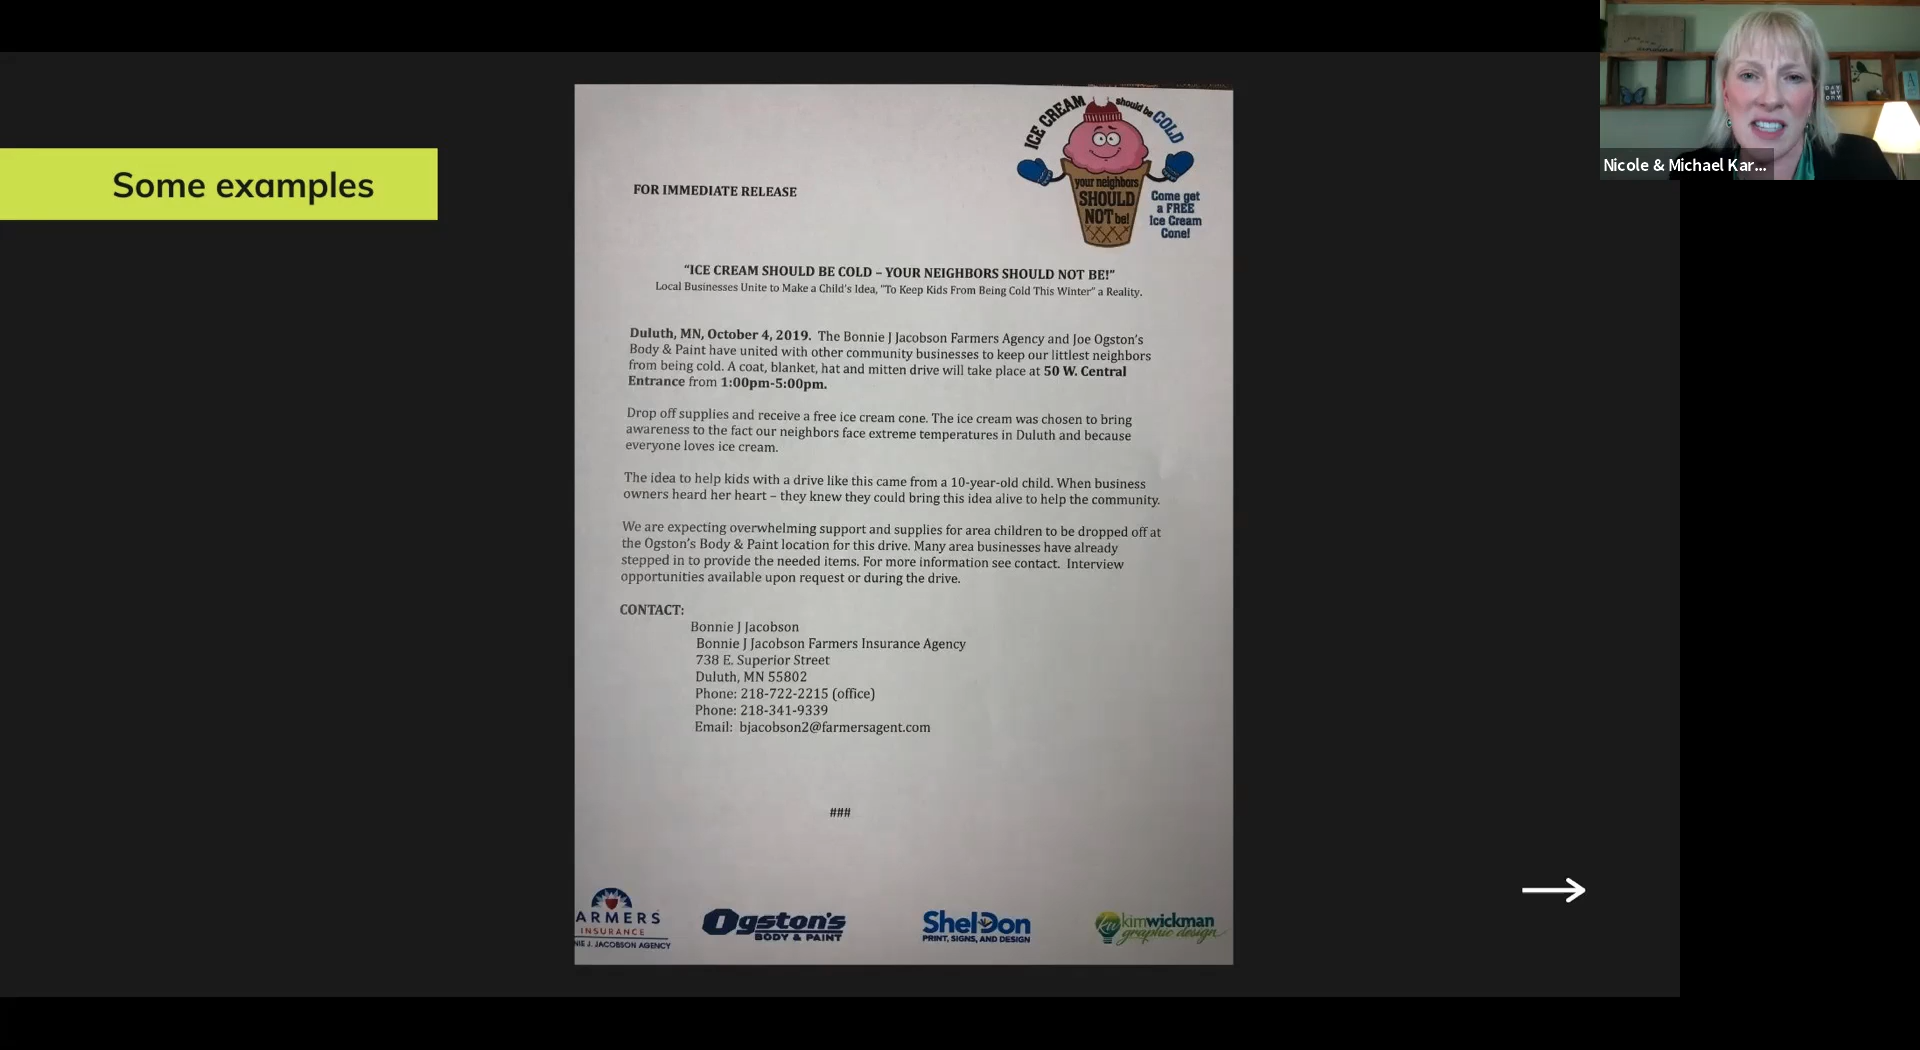 Some examples
Nicole & Michael Kar...
ICE CREAM should be COLD
your neighbors
SHOULD
NOT be!
Come get
a FREE
Ice Cream
Cone!
FOR IMMEDIATE RELEASE
“ICE CREAM SHOULD BE COLD – YOUR NEIGHBORS SHOULD NOT BE!”
Local Businesses Unite to Make a Child’s Idea, “To Keep Kids From Being Cold This Winter” a Reality.
Duluth, MN, October 4, 2019. The Bonnie J Jacobson Farmers Agency and Joe Ogston’s
Body & Paint have united with other community businesses to keep our littlest neighbors
from being cold. A coat, blanket, hat and mitten drive will take place at 50 W. Central
Entrance from 1:00pm-5:00pm.
Drop off supplies and receive a free ice cream cone. The ice cream was chosen to bring
awareness to the fact our neighbors face extreme temperatures in Duluth and because
everyone loves ice cream.
The idea to help kids with a drive like this came from a 10-year-old child. When business
owners heard her heart – they knew they could bring this idea alive to help the community.
We are expecting overwhelming support and supplies for area children to be dropped off at
the Ogston’s Body & Paint location for this drive. Many area businesses have already
stepped in to provide the needed items. For more information see contact. Interview
opportunities available upon request or during the drive.
CONTACT:
Bonnie J Jacobson
Bonnie J Jacobson Farmers Insurance Agency
738 E. Superior Street
Duluth, MN 55802
Phone: 218-722-2215 (office)
Phone: 218-341-9339
Email: bjacobson2@farmersagent.com
###
ARMERS
INSURANCE
NIE J. JACOBSON AGENCY
Ogston's
BODY & PAINT
ShelDon
PRINT, SIGNS, AND DESIGN
kimwickman
graphic design